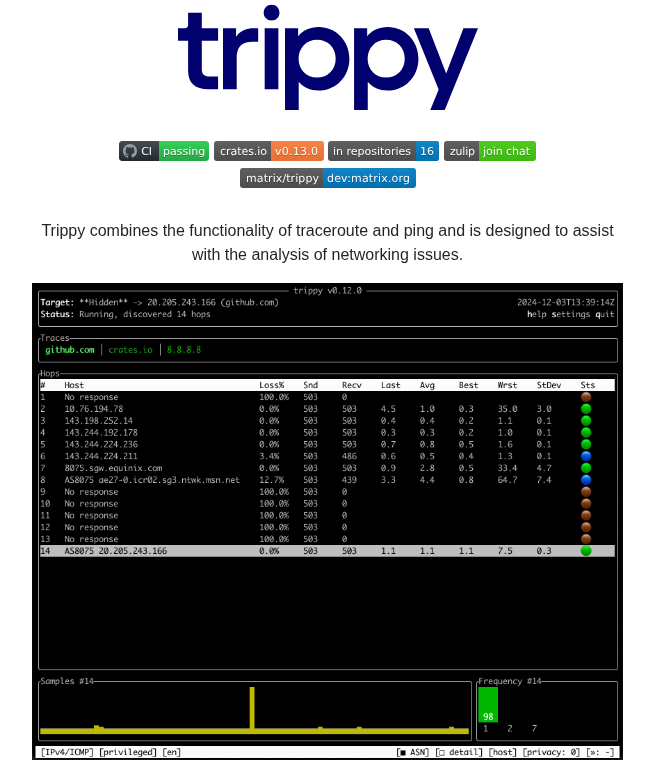 trippy
CI passing crates.io v0.13.0 in repositories 16 zulip join chat
matrix/trippy dev:matrix.org
Trippy combines the functionality of traceroute and ping and is designed to assist
with the analysis of networking issues.
trippy v0.12.0
Target: **Hidden** -> 20.205.243.166 (github.com) 2024-12-03T13:39:14Z
Status: Running, discovered 14 hops help settings quit
Traces
github.com | crates.io | 8.8.8.8
Hops
# Host Loss% Snd Recv Last Avg Best Wrst StDev Sts
1 No response 100.0% 503 0
2 10.76.194.78 0.0% 503 503 4.5 1.0 0.3 35.0 3.0
3 143.198.252.14 0.0% 503 503 0.4 0.4 0.2 1.1 0.1
4 143.244.192.178 0.0% 503 503 0.3 0.3 0.2 1.0 0.1
5 143.244.224.236 0.0% 503 503 0.7 0.8 0.5 1.6 0.1
6 143.244.224.211 3.4% 503 486 0.6 0.5 0.4 1.3 0.1
7 8075.sgw.equinix.com 0.0% 503 503 0.9 2.8 0.5 33.4 4.7
8 AS8075 ae27-0.icr02.sg3.ntwk.msn.net 12.7% 503 439 3.3 4.4 0.8 64.7 7.4
9 No response 100.0% 503 0
10 No response 100.0% 503 0
11 No response 100.0% 503 0
12 No response 100.0% 503 0
13 No response 100.0% 503 0
14 AS8075 20.205.243.166 0.0% 503 503 1.1 1.1 1.1 7.5 0.3
Samples #14 Frequency #14
98
1 2 7
[IPv4/ICMP] [privileged] [en] [■ ASN] [□ detail] [host] [privacy: 0] [»: -]